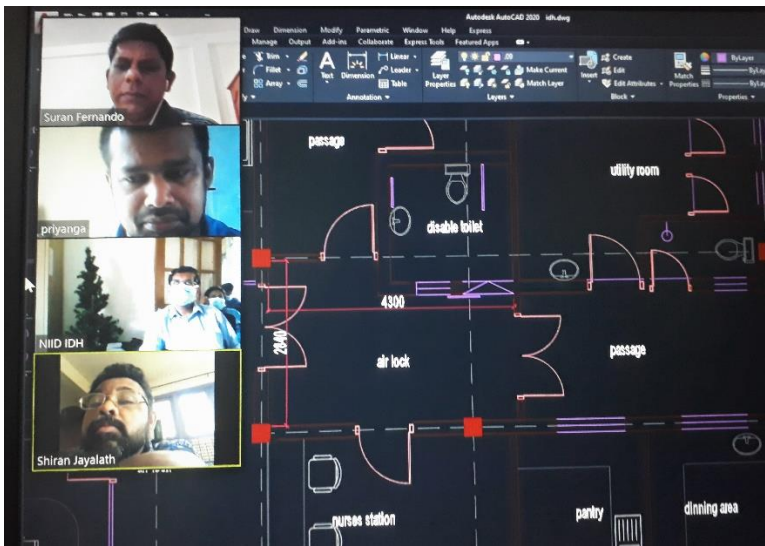 Autodesk AutoCAD 2020 idh.dwg
Draw Dimension Modify Parametric Window Help Express
Manage Output Add-ins Collaborate Express Tools Featured Apps
Trim
Fillet
Array
Text
Dimension
Linear
Leader
Table
Annotation
Layer Properties
Make Current
Match Layer
Layers
Insert
Create
Edit
Edit Attributes
Block
Match Properties
ByLayer
Properties
Suran Fernando
priyanga
NIID IDH
Shiran Jayalath
passage
utility room
disable toilet
4300
2840
air lock
passage
nurses station
pantry
dinning area